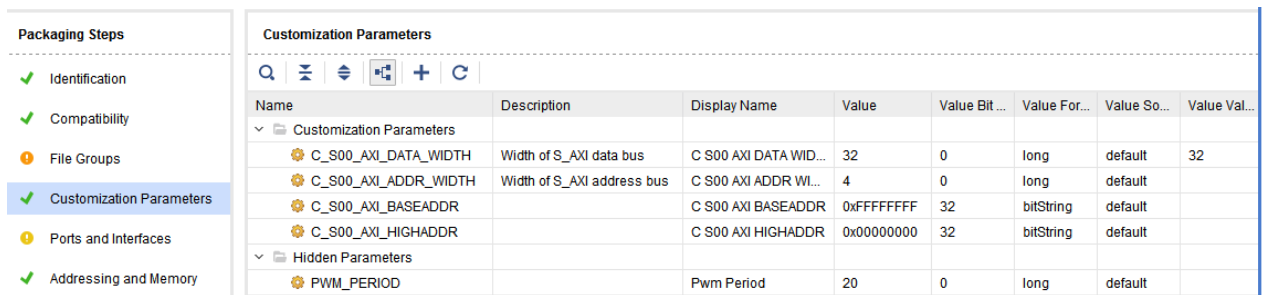 Packaging Steps
Identification
Compatibility
File Groups
Customization Parameters
Ports and Interfaces
Addressing and Memory
Customization Parameters
Name Description Display Name Value Value Bit ... Value For... Value So... Value Val...
Customization Parameters
C_S00_AXI_DATA_WIDTH Width of S_AXI data bus C S00 AXI DATA WID... 32 0 long default 32
C_S00_AXI_ADDR_WIDTH Width of S_AXI address bus C S00 AXI ADDR WI... 4 0 long default
C_S00_AXI_BASEADDR C S00 AXI BASEADDR 0xFFFFFFFF 32 bitString default
C_S00_AXI_HIGHADDR C S00 AXI HIGHADDR 0x00000000 32 bitString default
Hidden Parameters
PWM_PERIOD Pwm Period 20 0 long default